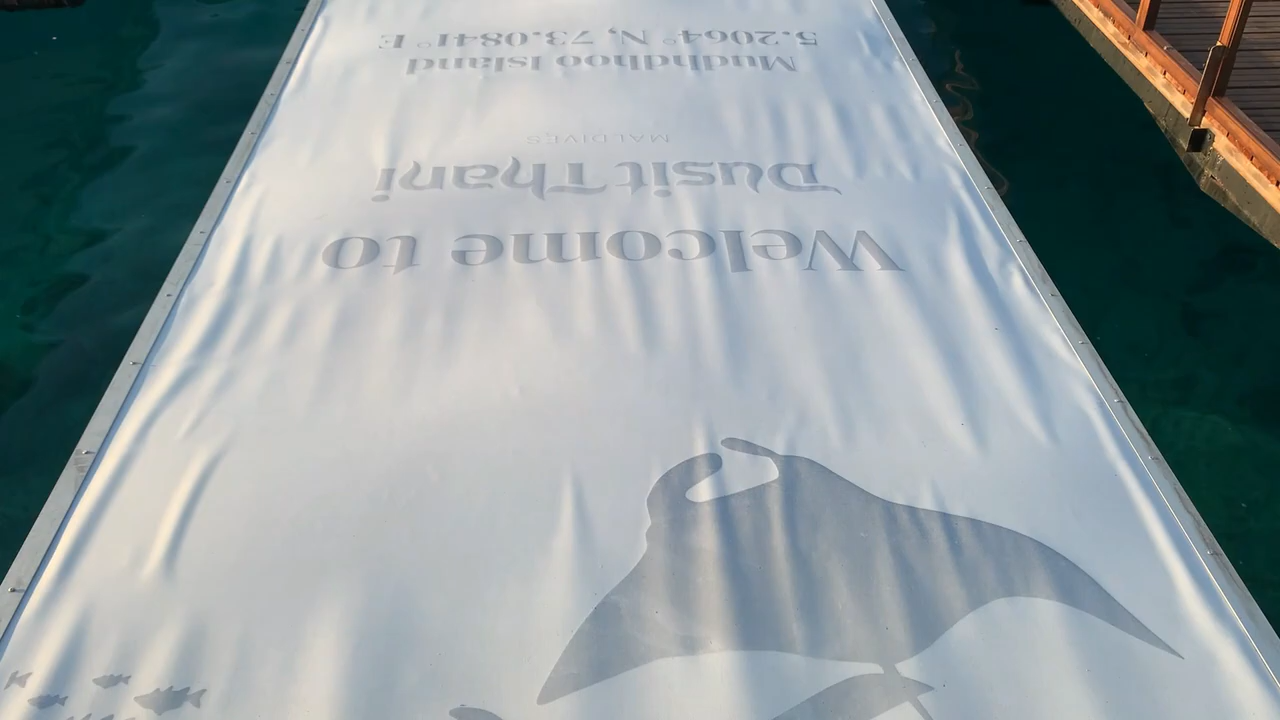 Welcome to
Dusit Thani
MALDIVES
Mudhdhoo Island
5.2064° N, 73.0841° E